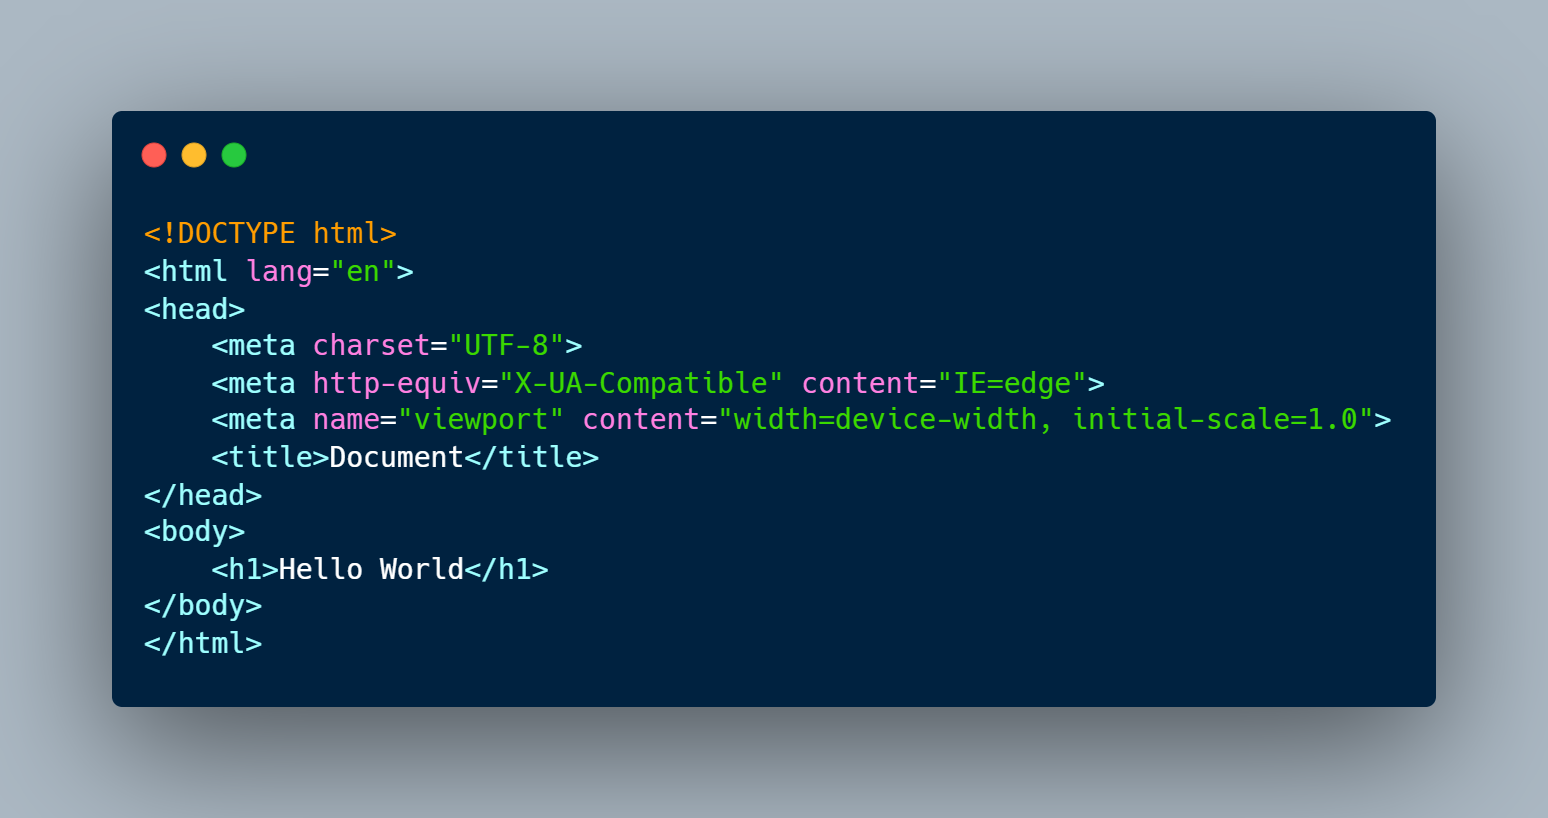 <!DOCTYPE html>
<html lang="en">
<head>
    <meta charset="UTF-8">
    <meta http-equiv="X-UA-Compatible" content="IE=edge">
    <meta name="viewport" content="width=device-width, initial-scale=1.0">
    <title>Document</title>
</head>
<body>
    <h1>Hello World</h1>
</body>
</html>